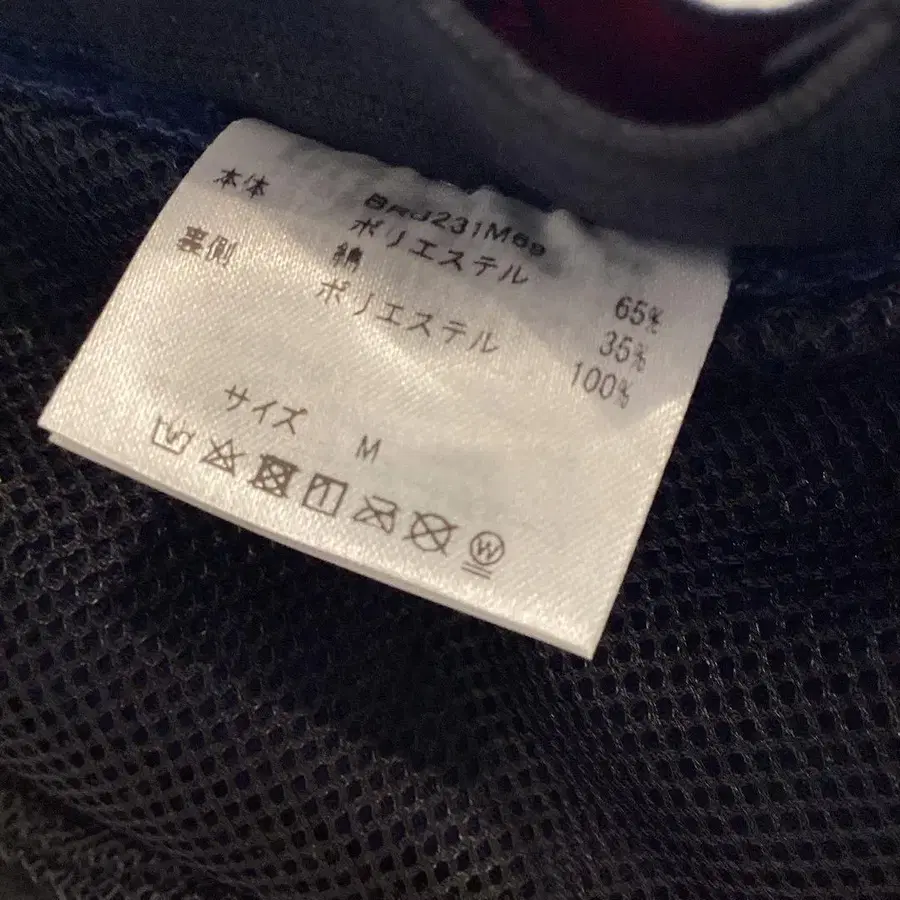 BRJ231M69
本体 ポリエステル 65%
綿 35%
裏側 ポリエステル 100%
サイズ M
W